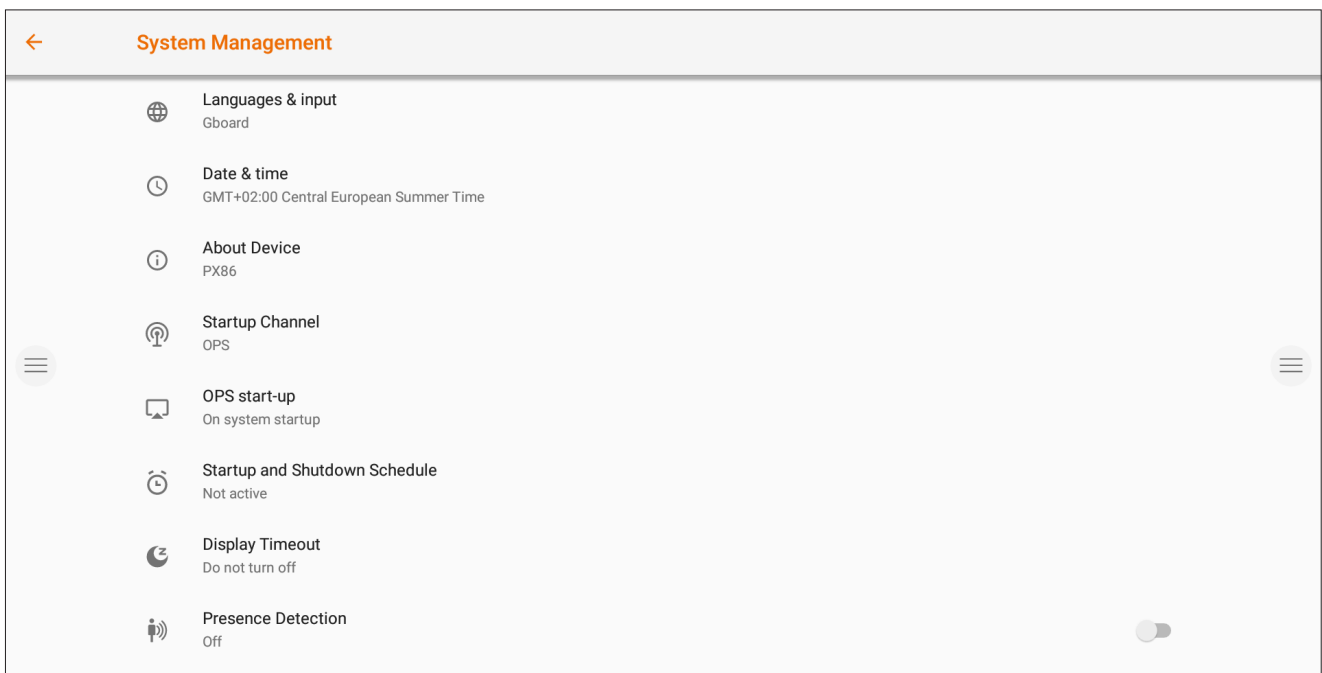 System Management
Languages & input
Gboard
Date & time
GMT+02:00 Central European Summer Time
About Device
PX86
Startup Channel
OPS
OPS start-up
On system startup
Startup and Shutdown Schedule
Not active
Display Timeout
Do not turn off
Presence Detection
Off